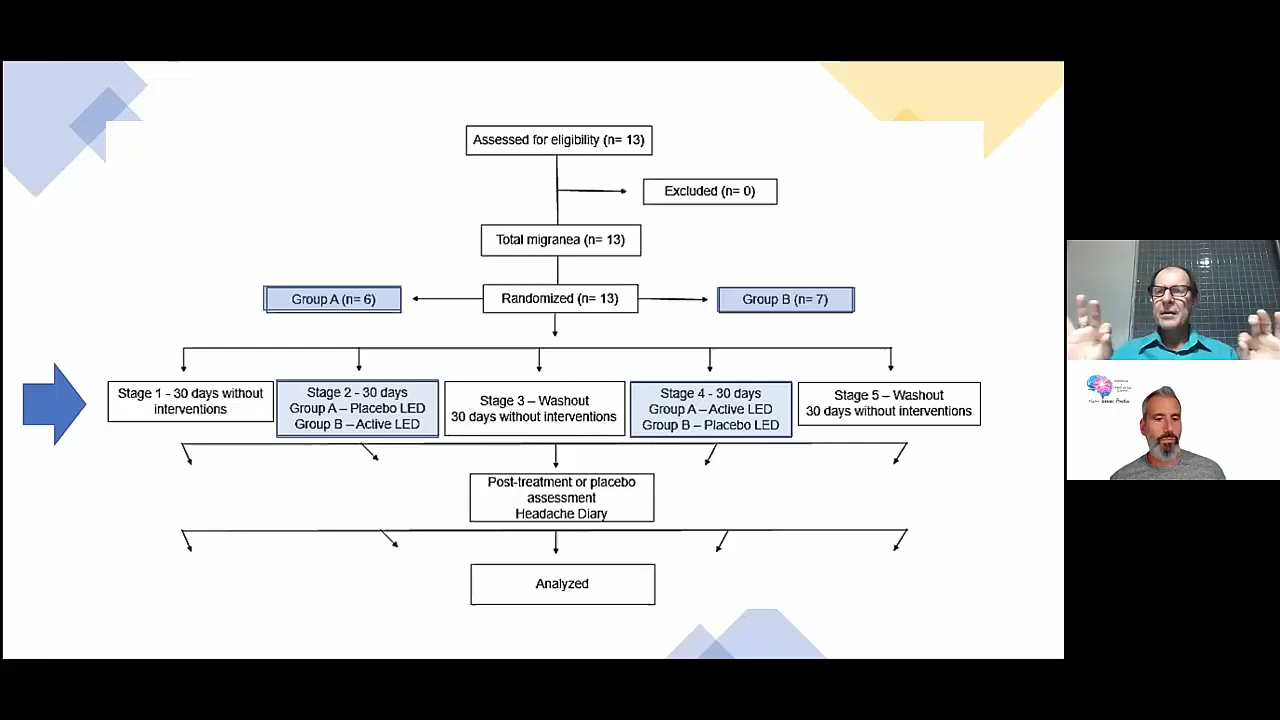 Assessed for eligibility (n= 13)
Excluded (n= 0)
Total migranea (n= 13)
Group A (n= 6)
Randomized (n= 13)
Group B (n= 7)
Stage 1 - 30 days without
interventions
Stage 2 - 30 days
Group A – Placebo LED
Group B – Active LED
Stage 3 – Washout
30 days without interventions
Stage 4 - 30 days
Group A – Active LED
Group B – Placebo LED
Stage 5 – Washout
30 days without interventions
Post-treatment or placebo
assessment
Headache Diary
Analyzed